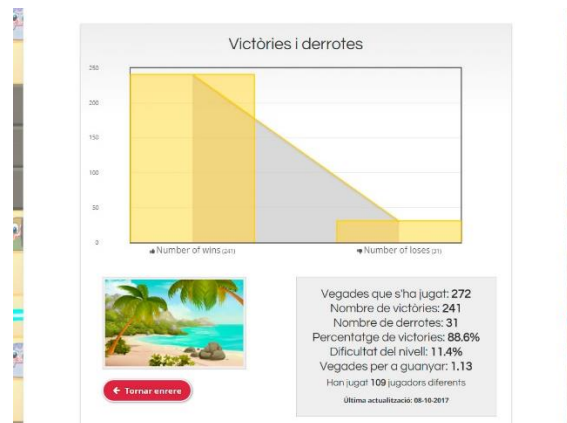 Victòries i derrotes
250
200
150
100
50
0
Number of wins (241)
Number of loses (31)
Vegades que s'ha jugat: 272
Nombre de victòries: 241
Nombre de derrotes: 31
Percentatge de victories: 88.6%
Dificultat del nivell: 11.4%
Vegades per a guanyar: 1.13
Han jugat 109 jugadors diferents
Última actualització: 08-10-2017
Tornar enrere